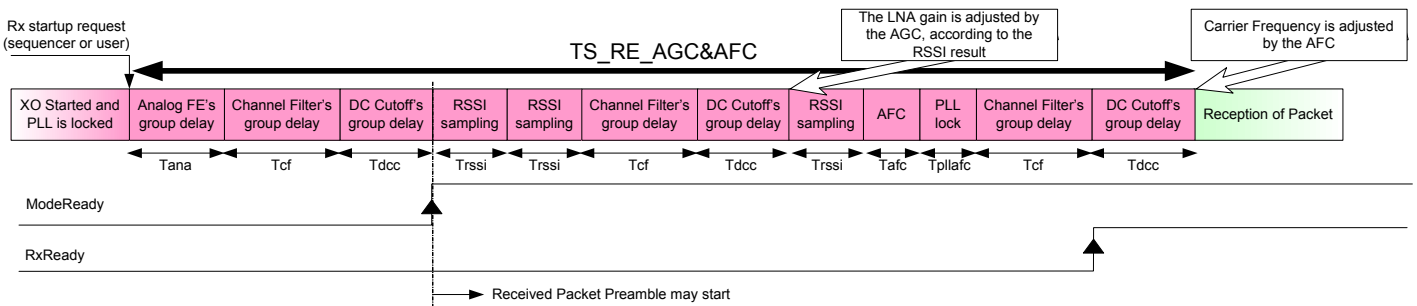 Rx startup request
(sequencer or user)
TS_RE_AGC&AFC
The LNA gain is adjusted by
the AGC, according to the
RSSI result
Carrier Frequency is adjusted
by the AFC
XO Started and
PLL is locked
Analog FE's
group delay
Channel Filter's
group delay
DC Cutoff's
group delay
RSSI
sampling
RSSI
sampling
Channel Filter's
group delay
DC Cutoff's
group delay
RSSI
sampling
AFC
PLL
lock
Channel Filter's
group delay
DC Cutoff's
group delay
Reception of Packet
Tana
Tcf
Tdcc
Trssi
Trssi
Tcf
Tdcc
Trssi
Tafc
Tpllafc
Tcf
Tdcc
ModeReady
RxReady
Received Packet Preamble may start